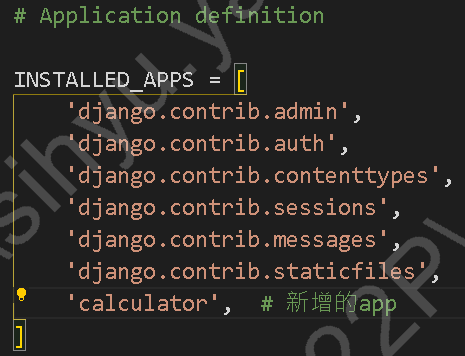 # Application definition
INSTALLED_APPS = [
'django.contrib.admin',
'django.contrib.auth',
'django.contrib.contenttypes',
'django.contrib.sessions',
'django.contrib.messages',
'django.contrib.staticfiles',
'calculator',  # 新增的app
]